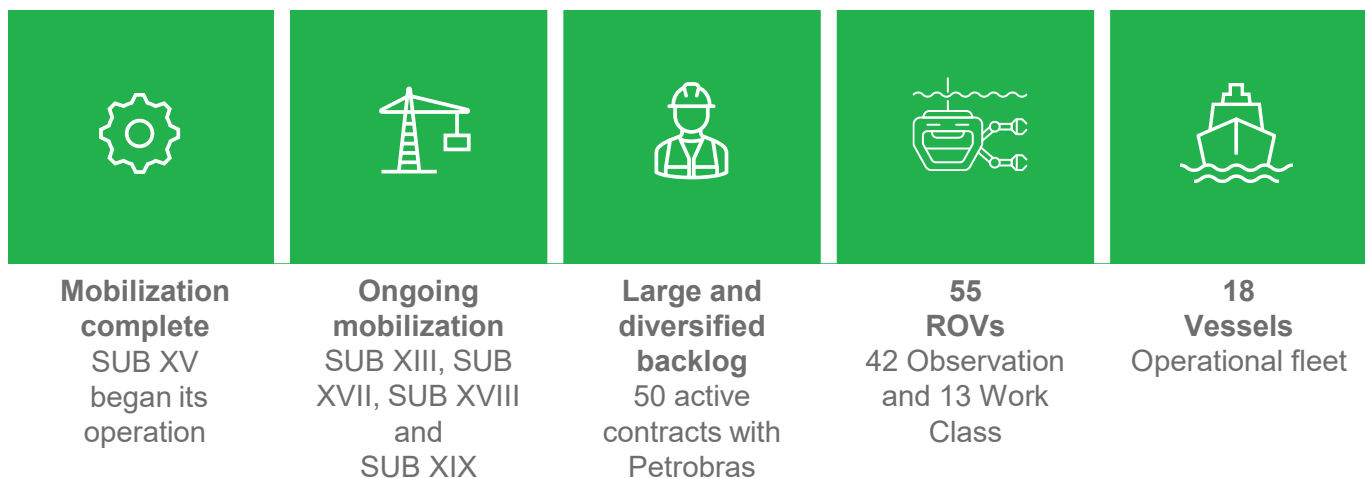 Mobilization
complete
SUB XV
began its
operation
Ongoing
mobilization
SUB XIII, SUB
XVII, SUB XVIII
and
SUB XIX
Large and
diversified
backlog
50 active
contracts with
Petrobras
55
ROVs
42 Observation
and 13 Work
Class
18
Vessels
Operational fleet